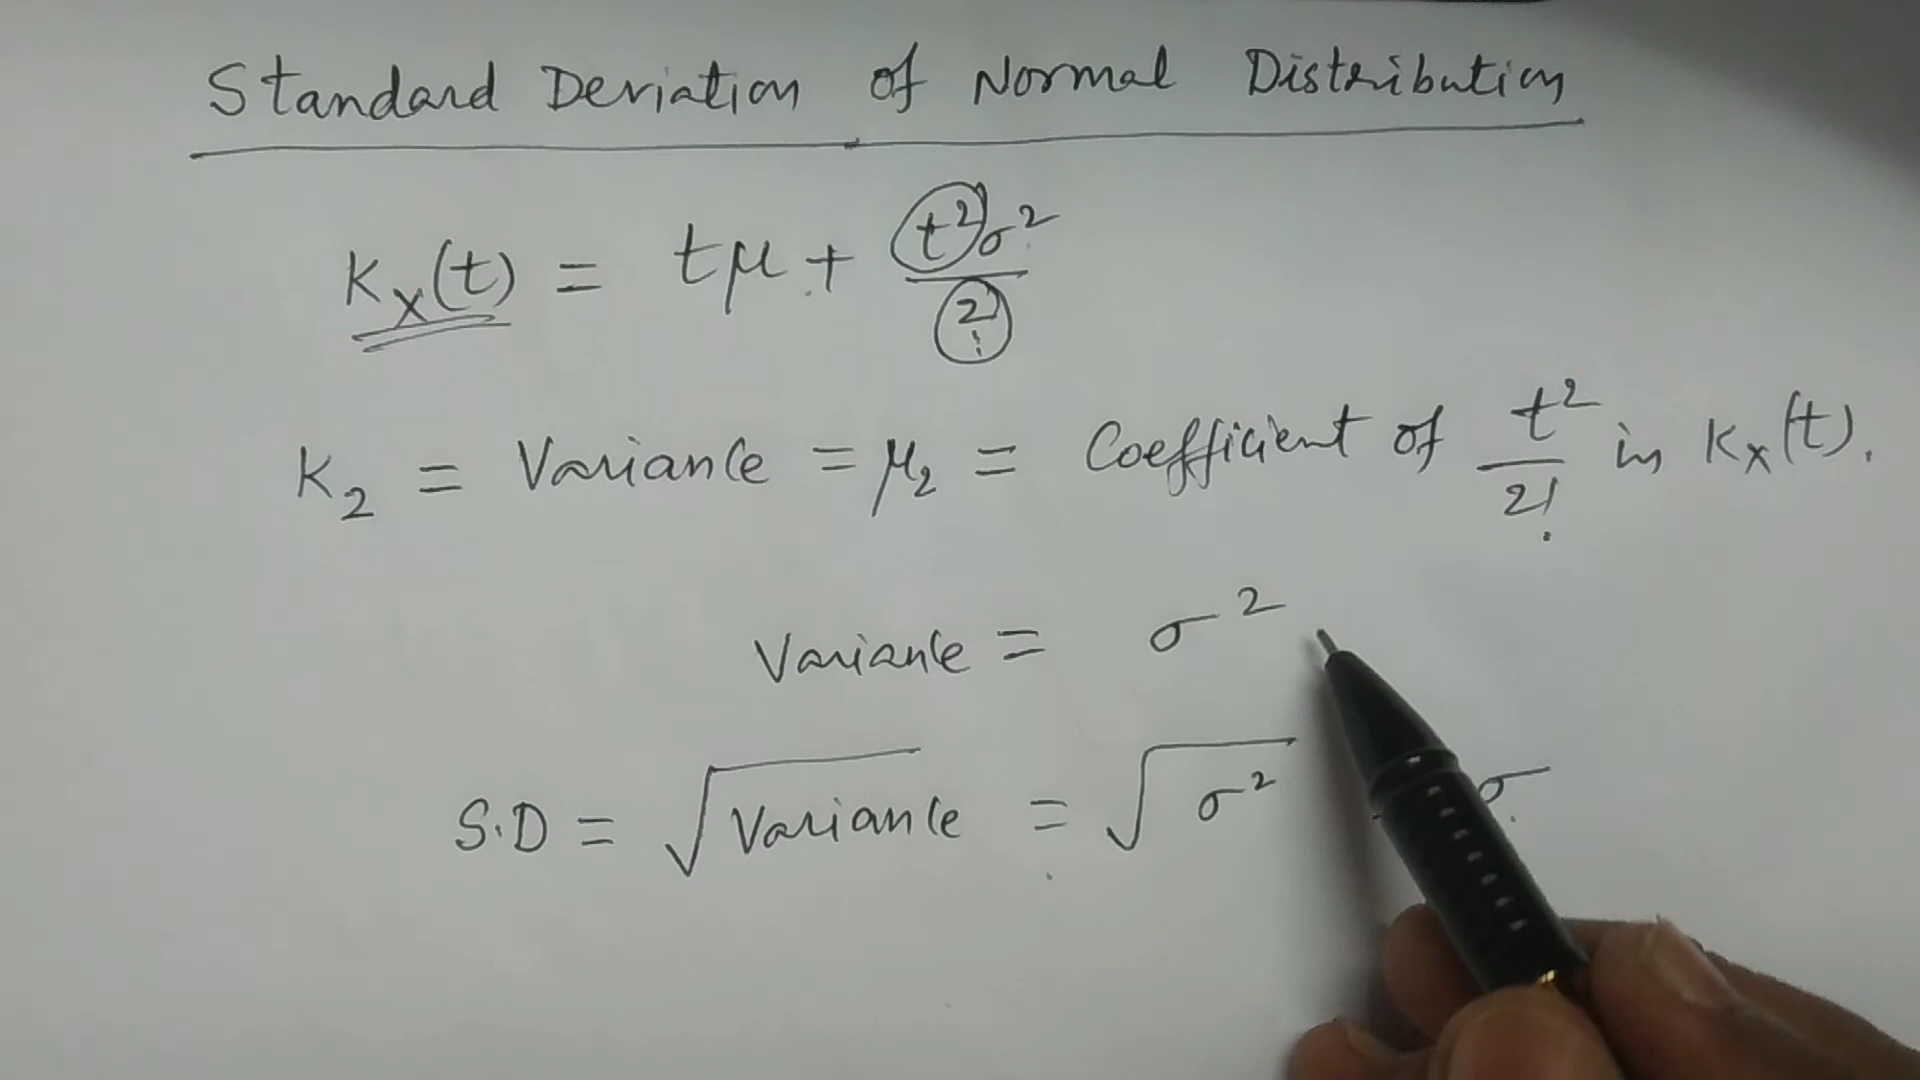 Standard Deviation of Normal Distribution
Kx(t) = tμ + t²σ²/2!
K₂ = Variance = μ₂ = Coefficient of t²/2! in Kx(t).
Variance = σ²
S.D = √Variance = √σ² σ